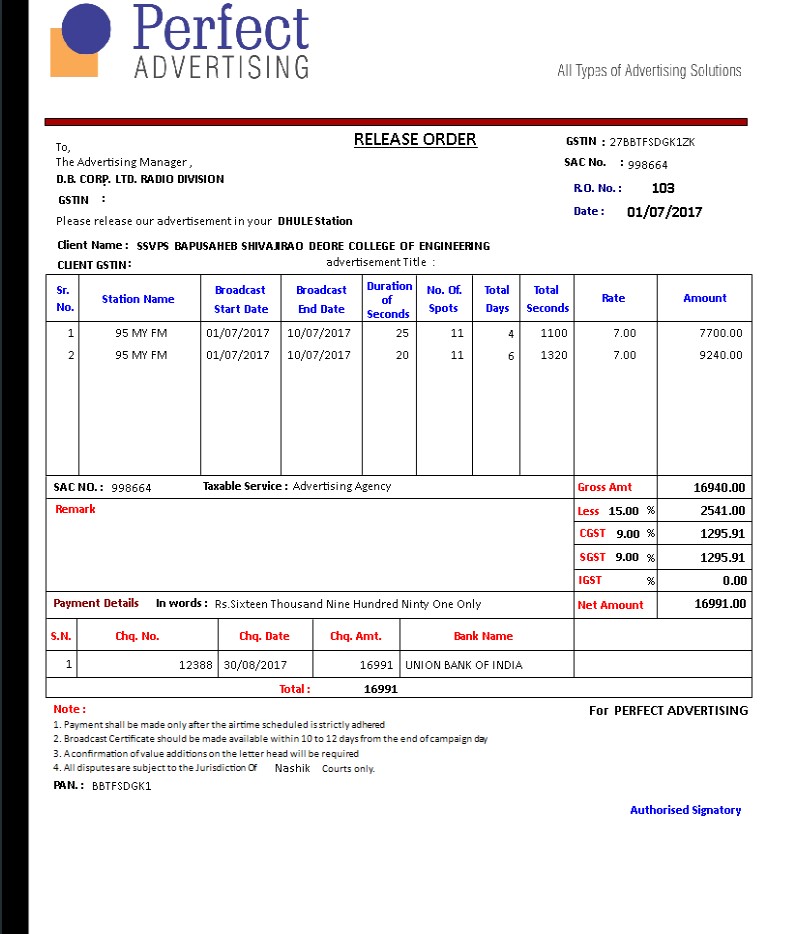 Perfect
ADVERTISING
All Types of Advertising Solutions
RELEASE ORDER
GSTIN : 27BBTFSDGK1ZK
To,
The Advertising Manager ,
SAC No. : 998664
D.B. CORP. LTD. RADIO DIVISION
R.O. No. : 103
GSTIN :
Date : 01/07/2017
Please release our advertisement in your DHULE Station
Client Name : SSVPS BAPUSAHEB SHIVAJIRAO DEORE COLLEGE OF ENGINEERING
CLIENT GSTIN : advertisement Title :
Sr. No. Station Name Broadcast Start Date Broadcast End Date Duration of Seconds No. Of. Spots Total Days Total Seconds Rate Amount
1 95 MY FM 01/07/2017 10/07/2017 25 11 4 1100 7.00 7700.00
2 95 MY FM 01/07/2017 10/07/2017 20 11 6 1320 7.00 9240.00
SAC NO. : 998664 Taxable Service : Advertising Agency Gross Amt 16940.00
Remark Less 15.00 % 2541.00
CGST 9.00 % 1295.91
SGST 9.00 % 1295.91
IGST % 0.00
Payment Details In words : Rs.Sixteen Thousand Nine Hundred Ninty One Only Net Amount 16991.00
S.N. Chq. No. Chq. Date Chq. Amt. Bank Name
1 12388 30/08/2017 16991 UNION BANK OF INDIA
Total : 16991
Note : For PERFECT ADVERTISING
1. Payment shall be made only after the airtime scheduled is strictly adhered
2. Broadcast Certificate should be made available within 10 to 12 days from the end of campaign day
3. A confirmation of value additions on the letter head will be required
4. All disputes are subject to the Jurisdiction Of Nashik Courts only.
PAN. : BBTFSDGK1
Authorised Signatory